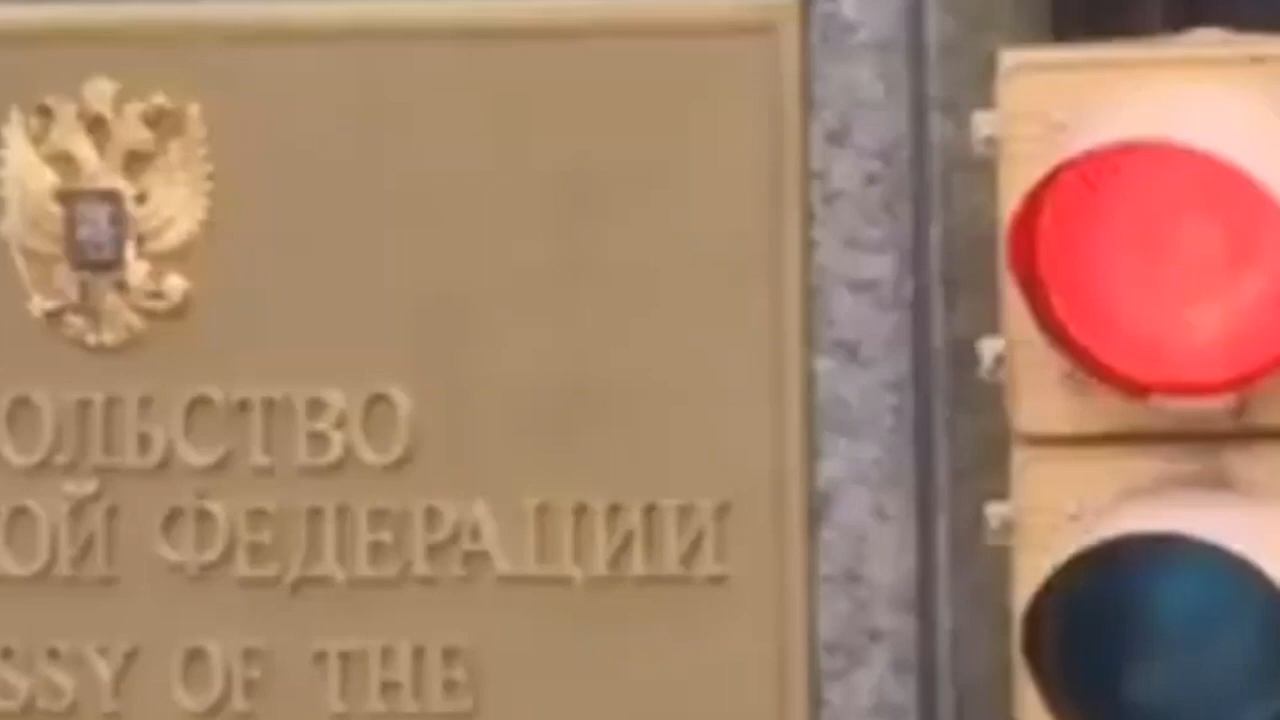 ОЛЬСТВО
ОЙ ФЕДЕРАЦИИ
SSY OF THE